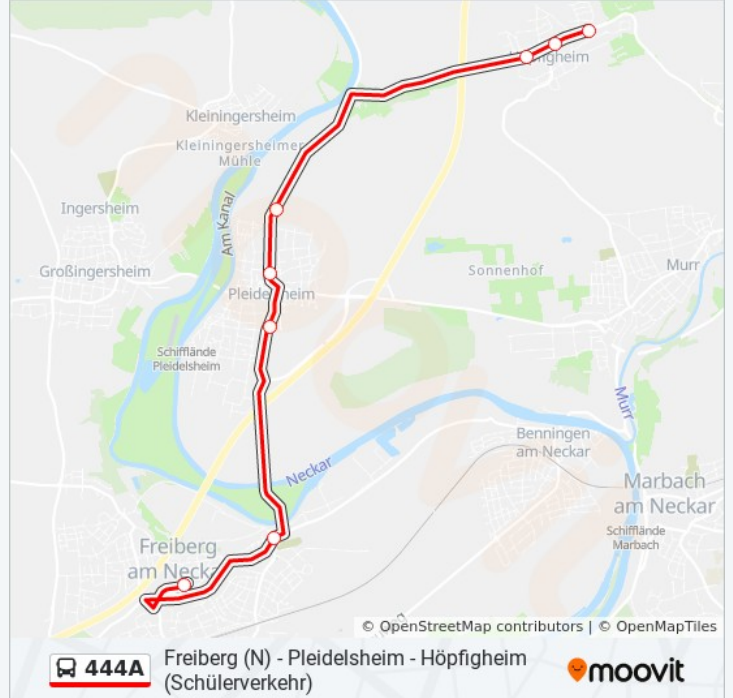 Kleiningersheim
Kleiningersheimer
Mühle
Ingersheim
Am Kanal
Großingersheim
Sonnenhof
Murr
Pleidelsheim
Schifflände
Pleidelsheim
Murr
Neckar
Benningen
am Neckar
Marbach
am Neckar
Schifflände
Marbach
Freiberg
am Necka
© OpenStreetMap contributors | © OpenMapTiles
444A
Freiberg (N) - Pleidelsheim - Höpfigheim
(Schülerverkehr)
moovit